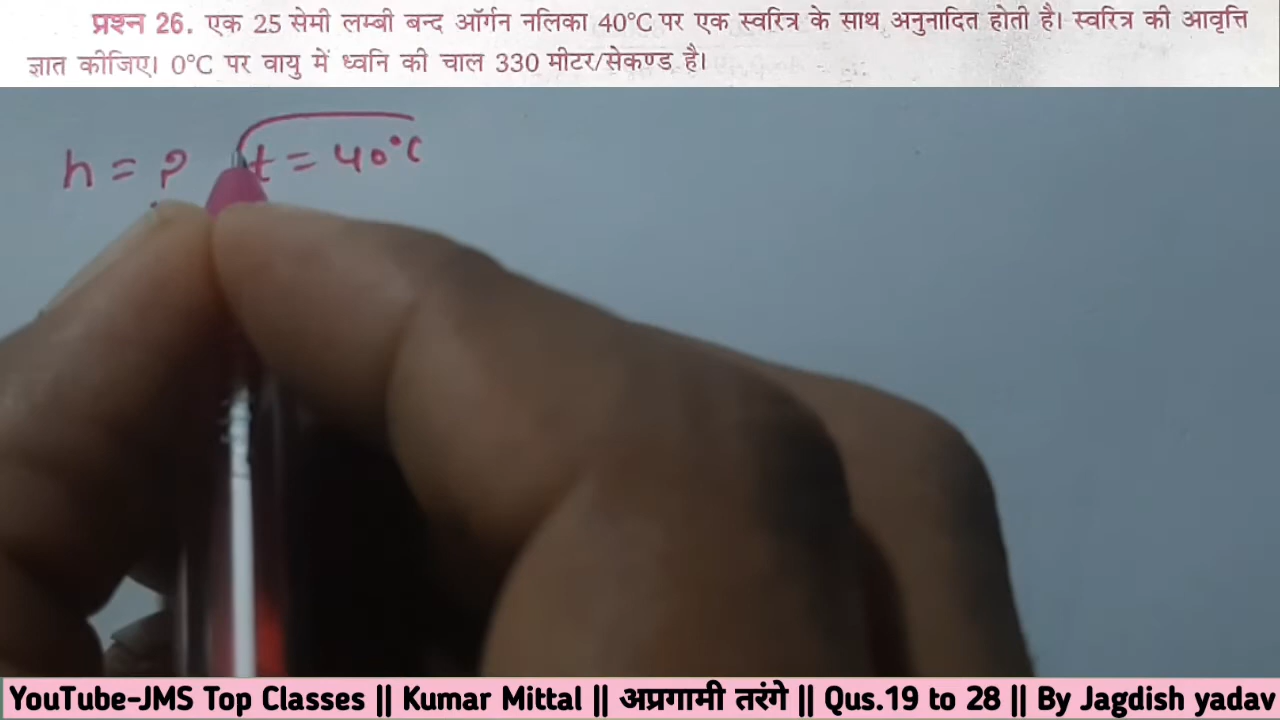 प्रश्न 26. एक 25 सेमी लम्बी बन्द ऑर्गन नलिका 40°C पर एक स्वरित्र के साथ अनुनादित होती है। स्वरित्र की आवृत्ति
ज्ञात कीजिए। 0°C पर वायु में ध्वनि की चाल 330 मीटर/सेकण्ड है।
n = ? t = 40°C
YouTube-JMS Top Classes || Kumar Mittal || अप्रगामी तरंगे || Qus.19 to 28 || By Jagdish yadav